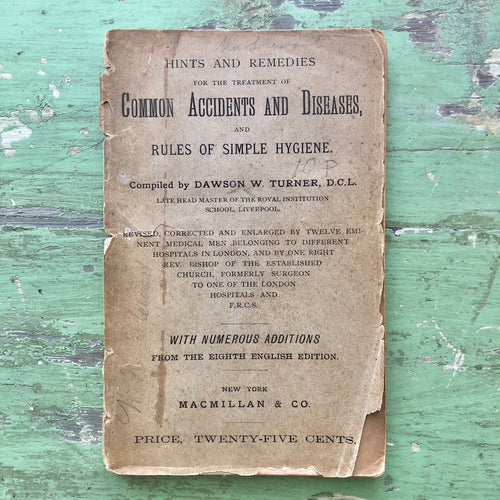 HINTS AND REMEDIES
FOR THE TREATMENT OF
COMMON ACCIDENTS AND DISEASES,
AND
RULES OF SIMPLE HYGIENE.
Compiled by DAWSON W. TURNER, D.C.L.
LATE HEAD MASTER OF THE ROYAL INSTITUTION
SCHOOL, LIVERPOOL.
REVISED, CORRECTED AND ENLARGED BY TWELVE EMI-
NENT MEDICAL MEN BELONGING TO DIFFERENT
HOSPITALS IN LONDON, AND BY ONE RIGHT
REV. BISHOP OF THE ESTABLISHED
CHURCH, FORMERLY SURGEON
TO ONE OF THE LONDON
HOSPITALS AND
F.R.C.S.
WITH NUMEROUS ADDITIONS
FROM THE EIGHTH ENGLISH EDITION.
NEW YORK
MACMILLAN & CO.
PRICE, TWENTY-FIVE CENTS.